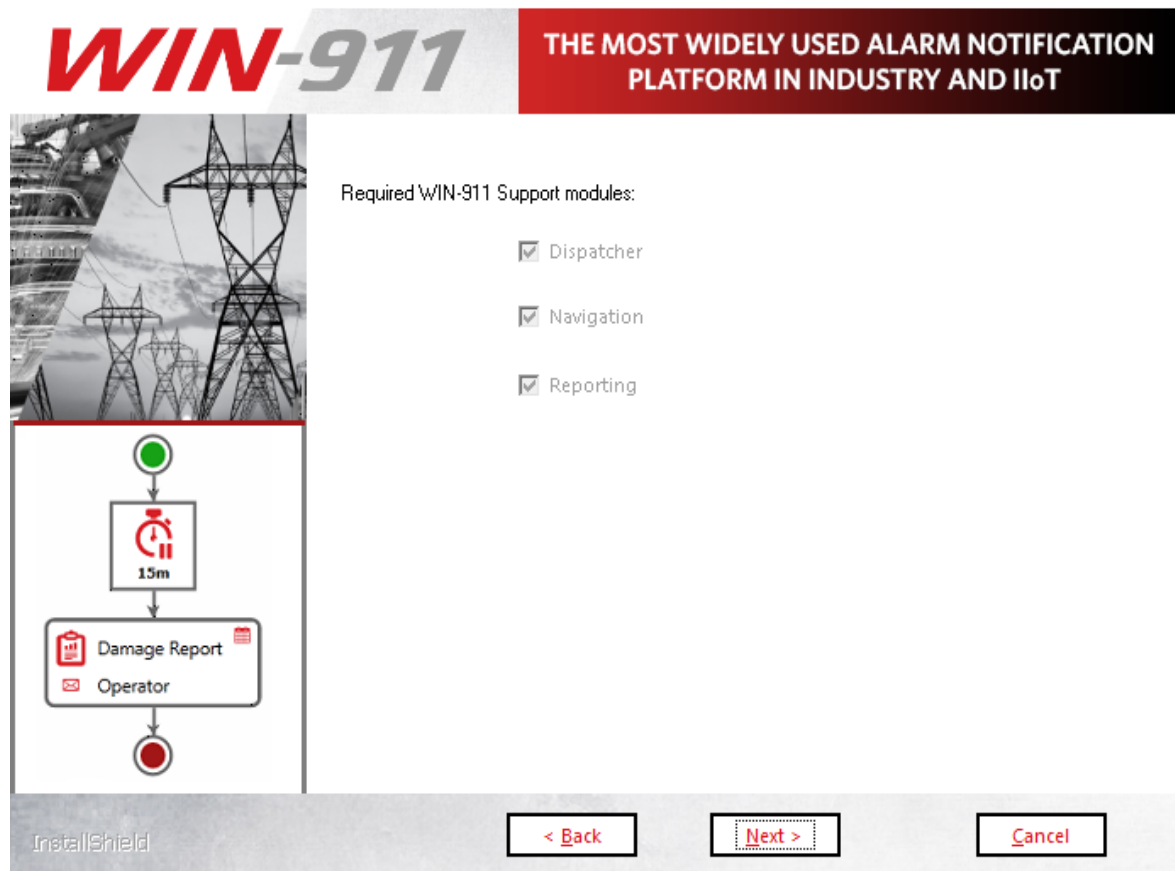 WIN-911
THE MOST WIDELY USED ALARM NOTIFICATION
PLATFORM IN INDUSTRY AND IIoT
Required WIN-911 Support modules:
Dispatcher
Navigation
Reporting
15m
Damage Report
Operator
InstallShield
< Back
Next >
Cancel